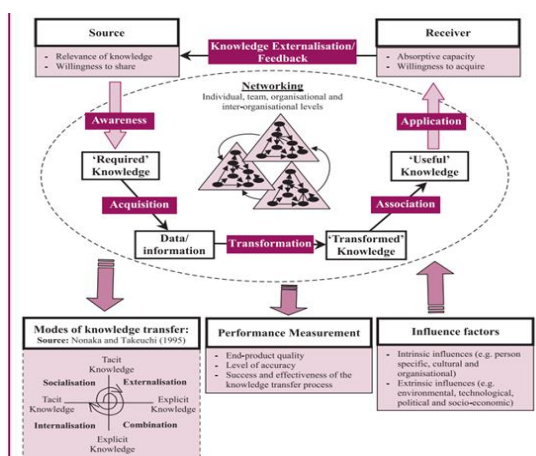 Source
- Relevance of knowledge
- Willingness to share
Knowledge Externalisation/
Feedback
Receiver
- Absorptive capacity
- Willingness to acquire
Networking
Individual, team, organisational and
inter-organisational levels
Awareness
Application
'Required'
Knowledge
'Useful'
Knowledge
Acquisition
Association
Data/
information
Transformation
'Transformed'
Knowledge
Modes of knowledge transfer:
Source: Nonaka and Takeuchi (1995)
Tacit
Knowledge
Socialisation
Externalisation
Tacit
Knowledge
Explicit
Knowledge
Internalisation
Combination
Explicit
Knowledge
Performance Measurement
- End-product quality
- Level of accuracy
- Success and effectiveness of the
knowledge transfer process
Influence factors
- Intrinsic influences (e.g. person
specific, cultural and
organisational)
- Extrinsic influences (e.g.
environmental, technological,
political and socio-economic)